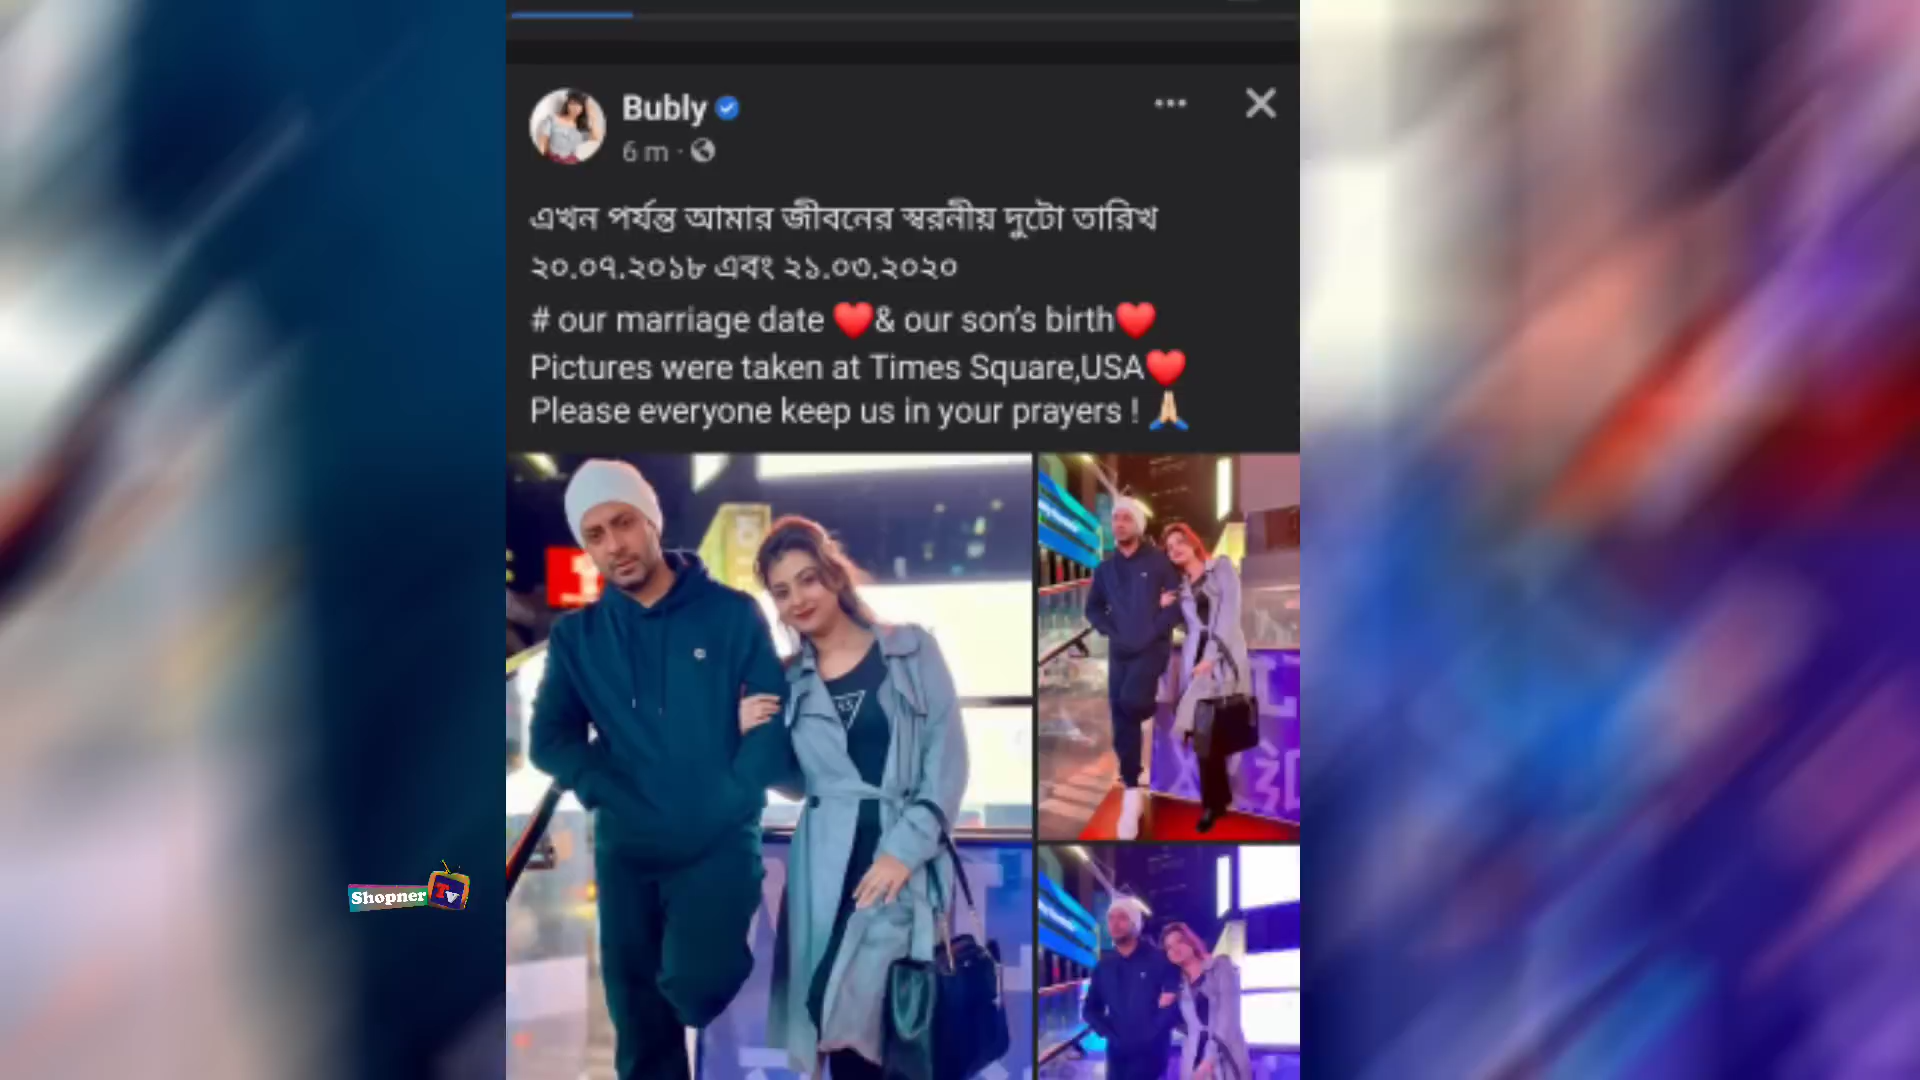 Bubly
6 m
এখন পর্যন্ত আমার জীবনের স্বরনীয় দুটো তারিখ
২০.০৭.২০১৮ এবং ২১.০৩.২০২০
# our marriage date ❤️& our son's birth❤️
Pictures were taken at Times Square,USA❤️
Please everyone keep us in your prayers ! 🙏
Shopner Tv